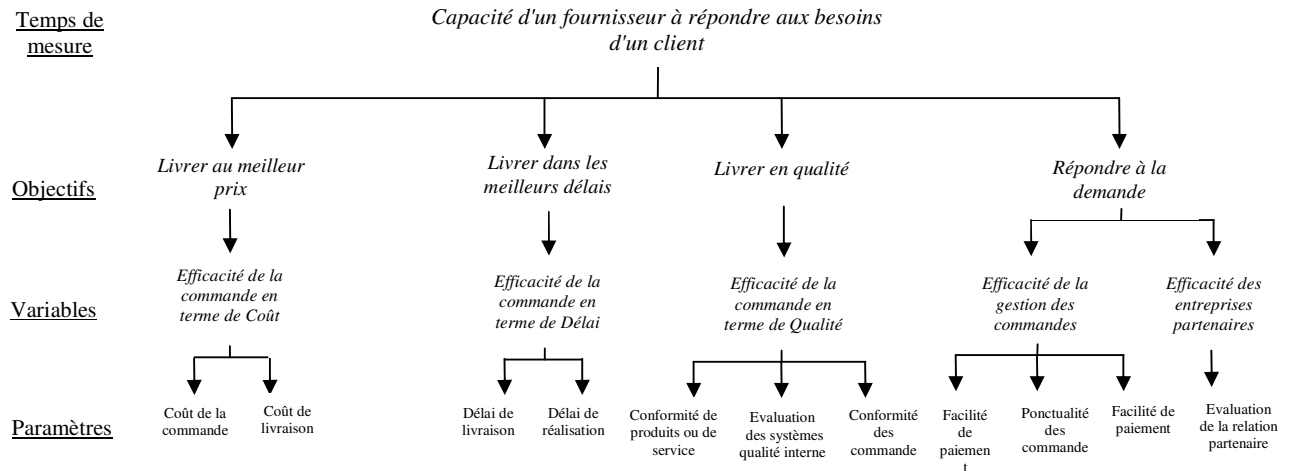 Temps de
mesure
Capacité d'un fournisseur à répondre aux besoins
d'un client
Objectifs
Livrer au meilleur
prix
Livrer dans les
meilleurs délais
Livrer en qualité
Répondre à la
demande
Variables
Efficacité de la
commande en
terme de Coût
Efficacité de la
commande en
terme de Délai
Efficacité de la
commande en
terme de Qualité
Efficacité de la
gestion des
commandes
Efficacité des
entreprises
partenaires
Paramètres
Coût de la
commande
Coût de
livraison
Délai de
livraison
Délai de
réalisation
Conformité de
produits ou de
service
Evaluation
des systèmes
qualité interne
Conformité
des
commande
Facilité
de
paiemen
t
Ponctualité
des
commande
Facilité de
paiement
Evaluation
de la relation
partenaire